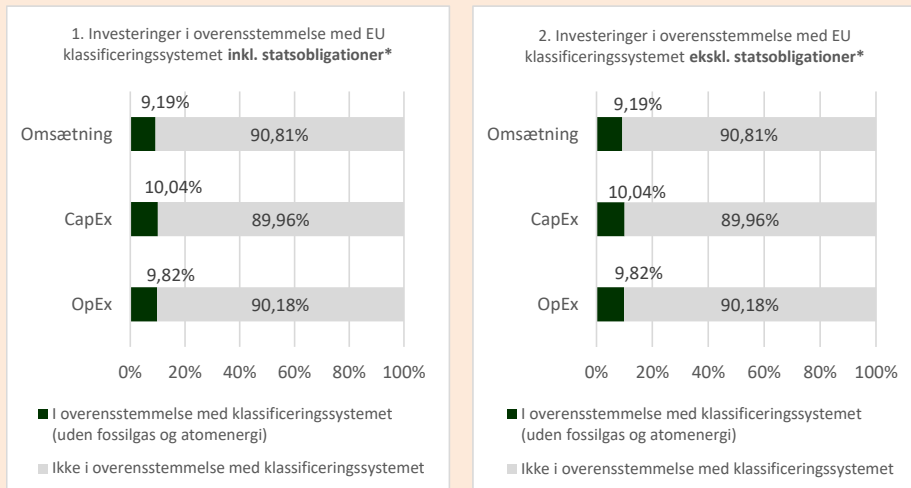 1. Investeringer i overensstemmelse med EU
klassificeringssystemet inkl. statsobligationer*
9,19%
Omsætning
90,81%
10,04%
CapEx
89,96%
9,82%
OpEx
90,18%
0% 20% 40% 60% 80% 100%
I overensstemmelse med klassificeringssystemet
(uden fossilgas og atomenergi)
Ikke i overensstemmelse med klassificeringssystemet
2. Investeringer i overensstemmelse med EU
klassificeringssystemet ekskl. statsobligationer*
9,19%
Omsætning
90,81%
10,04%
CapEx
89,96%
9,82%
OpEx
90,18%
0% 20% 40% 60% 80% 100%
I overensstemmelse med klassificeringssystemet
(uden fossilgas og atomenergi)
Ikke i overensstemmelse med klassificeringssystemet